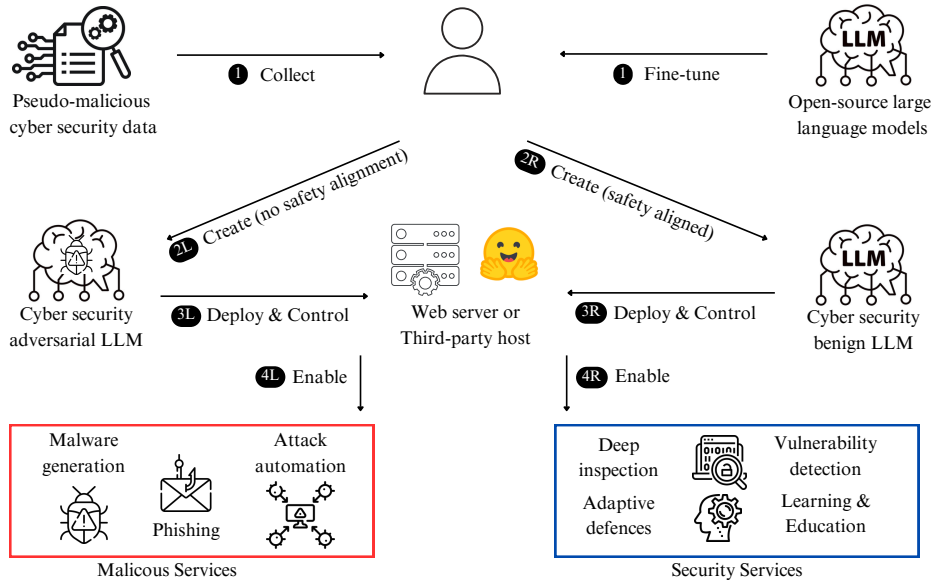 1 Collect
1 Fine-tune
LLM
Pseudo-malicious
cyber security data
Open-source large
language models
2L Create (no safety alignment)
2R Create (safety aligned)
LLM
Cyber security
adversarial LLM
3L Deploy & Control
Web server or
Third-party host
3R Deploy & Control
Cyber security
benign LLM
4L Enable
4R Enable
Malware
generation
Phishing
Attack
automation
Malicous Services
Deep
inspection
Vulnerability
detection
Adaptive
defences
Learning &
Education
Security Services